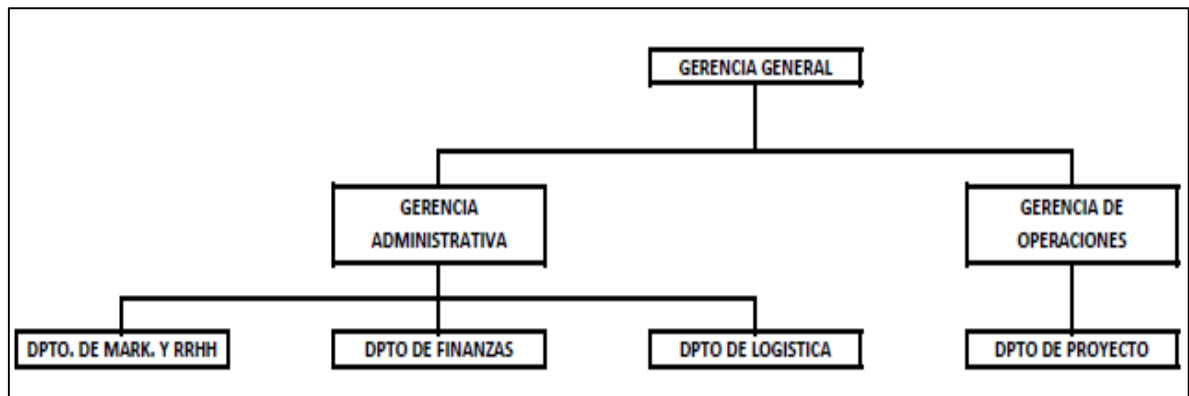 GERENCIA GENERAL
GERENCIA
ADMINISTRATIVA
GERENCIA DE
OPERACIONES
DPTO. DE MARK. Y RRHH
DPTO DE FINANZAS
DPTO DE LOGISTICA
DPTO DE PROYECTO